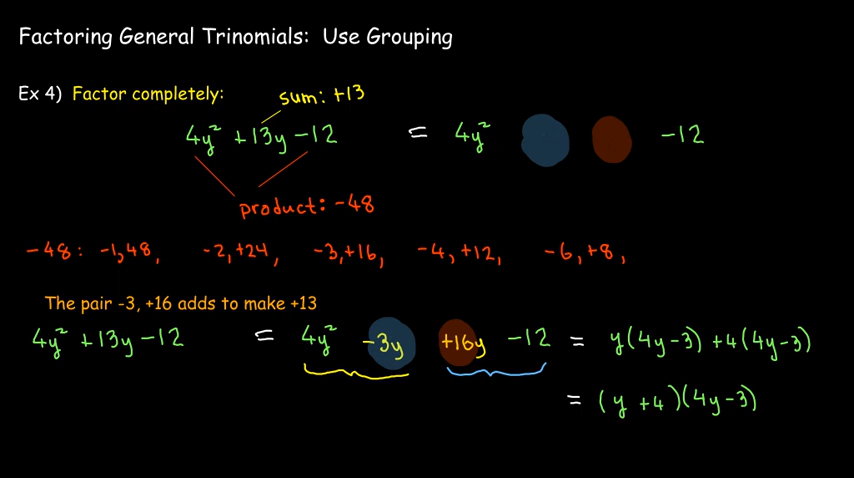 Factoring General Trinomials: Use Grouping
Ex 4) Factor completely:
sum: +13
4y² +13y -12 = 4y² -12
product: -48
-48: -1,48, -2,+24, -3,+16, -4,+12, -6,+8,
The pair -3, +16 adds to make +13
4y² +13y -12 = 4y² -3y +16y -12 = y(4y-3) +4(4y-3)
= (y +4)(4y-3)